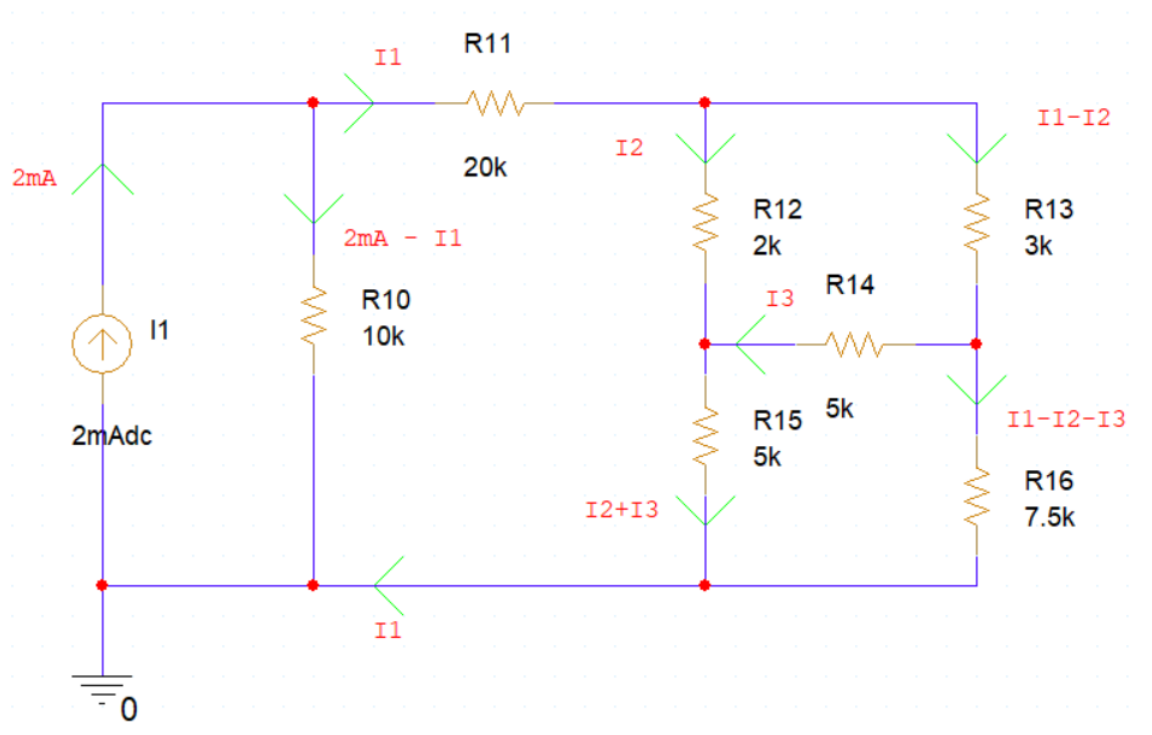 R11
I1
20k
I1-I2
I2
2mA
R12
2k
R13
3k
2mA - I1
R14
I3
R10
10k
I1
5k
R15
5k
I1-I2-I3
2mAdc
R16
7.5k
I2+I3
I1
0